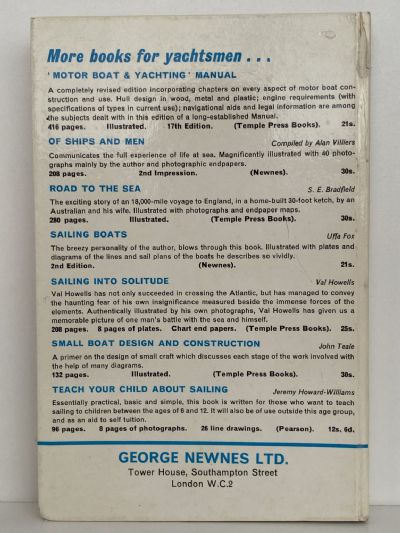 More books for yachtsmen . . .
'MOTOR BOAT & YACHTING' MANUAL
A completely revised edition incorporating chapters on every aspect of motor boat con-
struction and use. Hull design in wood, metal and plastic; engine requirements (with
specifications of types in current use); navigational aids and legal information are among
the subjects dealt with in this edition of a long-established Manual.
416 pages. Illustrated. 17th Edition. (Temple Press Books). 21s.
OF SHIPS AND MEN Compiled by Alan Villiers
Communicates the full experience of life at sea. Magnificently illustrated with 40 photo-
graphs mainly by the author and photographic endpapers.
208 pages. 2nd Impression. (Newnes). 30s.
ROAD TO THE SEA S. E. Bradfield
The exciting story of an 18,000-mile voyage to England, in a home-built 30-foot ketch, by an
Australian and his wife. Illustrated with photographs and endpaper maps.
280 pages. Illustrated. (Temple Press Books). 30s.
SAILING BOATS Uffa Fox
The breezy personality of the author, blows through this book. Illustrated with plates and
diagrams of the lines and sail plans of the boats he describes so vividly.
2nd Edition. (Newnes). 21s.
SAILING INTO SOLITUDE Val Howells
Val Howells has not only succeeded in crossing the Atlantic, but has managed to convey
the haunting fear of his own insignificance measured beside the immense forces of the
elements. Authentically illustrated by his own photographs, Val Howells has given us a
memorable picture of one man's battle with the sea and himself.
208 pages. 8 pages of plates. Chart end papers. (Temple Press Books). 25s.
SMALL BOAT DESIGN AND CONSTRUCTION John Teale
A primer on the design of small craft which discusses each stage of the work involved with
the help of many diagrams.
132 pages. Illustrated. (Temple Press Books). 30s.
TEACH YOUR CHILD ABOUT SAILING Jeremy Howard-Williams
Essentially practical, basic and simple, this book is written for those who want to teach
sailing to children between the ages of 6 and 12. It will also be of use outside this age group,
and as an aid to self tuition.
96 pages. 8 pages of photographs. 26 line drawings. (Pearson). 12s. 6d.
GEORGE NEWNES LTD.
Tower House, Southampton Street
London W.C.2